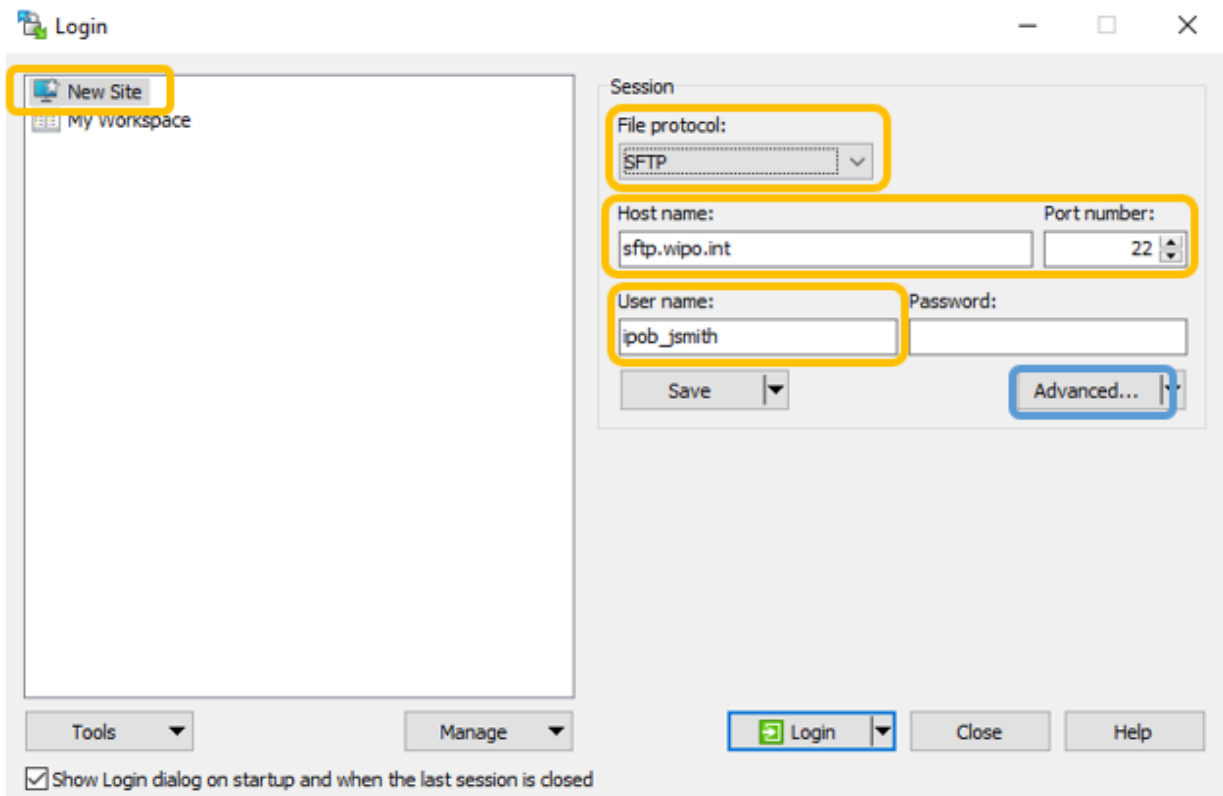 Login
New Site
My Workspace
Session
File protocol:
SFTP
Host name: Port number:
sftp.wipo.int 22
User name: Password:
ipob_jsmith
Save Advanced...
Tools Manage Login Close Help
Show Login dialog on startup and when the last session is closed